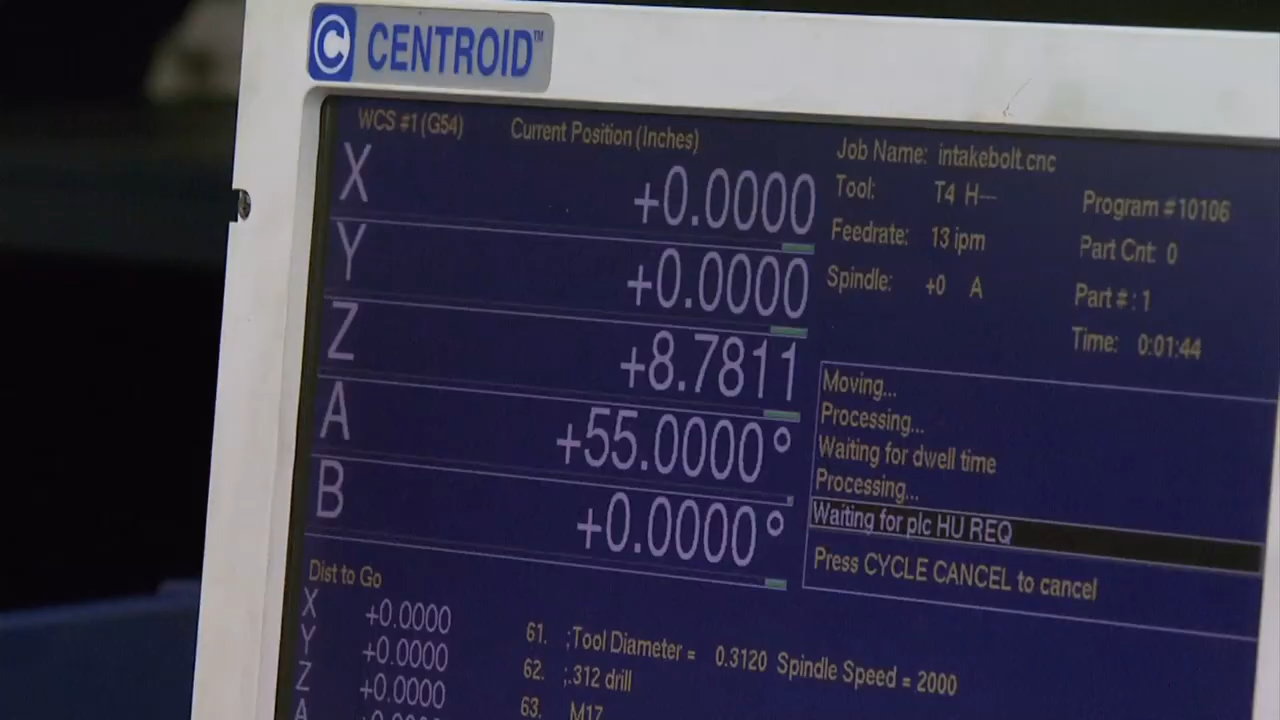 C CENTROID™
WCS #1 (G54)
Current Position (Inches)
X +0.0000
Y +0.0000
Z +8.7811
A +55.0000°
B +0.0000°
Job Name: intakebolt.cnc
Tool: T4 H---
Feedrate: 13 ipm
Spindle: +0 A
Program #10106
Part Cnt: 0
Part #: 1
Time: 0:01:44
Moving...
Processing...
Waiting for dwell time
Processing...
Waiting for plc HU REQ
Press CYCLE CANCEL to cancel
Dist to Go
X +0.0000
Y +0.0000
Z +0.0000
A +0.0000
61. ;Tool Diameter = 0.3120 Spindle Speed = 2000
62. ;.312 drill
63. M17